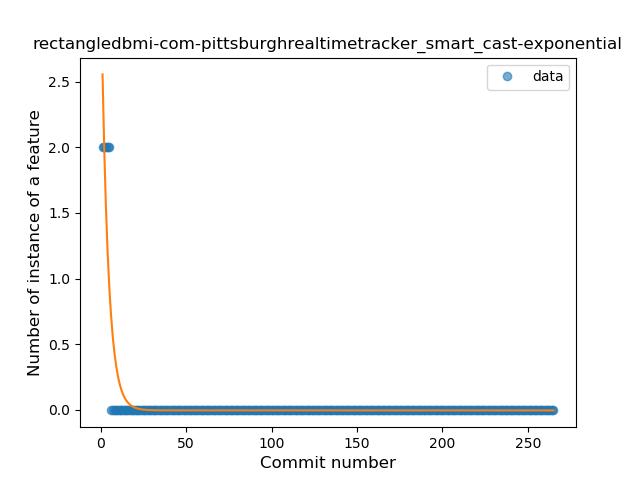 rectangledbmi-com-pittsburghrealtimetracker_smart_cast-exponential
data
Number of instance of a feature
2.5
2.0
1.5
1.0
0.5
0.0
0 50 100 150 200 250
Commit number